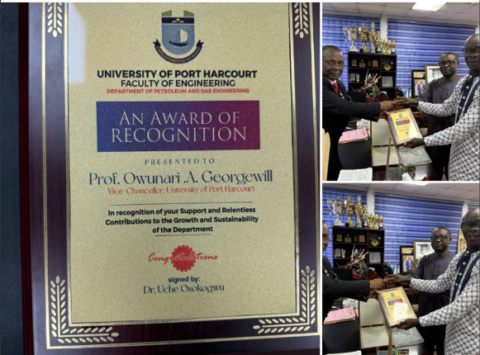 UNIVERSITY OF PORT HARCOURT
FACULTY OF ENGINEERING
DEPARTMENT OF PETROLEUM AND GAS ENGINEERING
AN AWARD OF
RECOGNITION
PRESENTED TO
Prof. Owunari .A. Georgewill
Vice-Chancellor, University of Port Harcourt
In recognition of your Support and Relentless
Contributions to the Growth and Sustainability
of the Department
Congratulations
signed by:
Dr. Uche Osokogwu